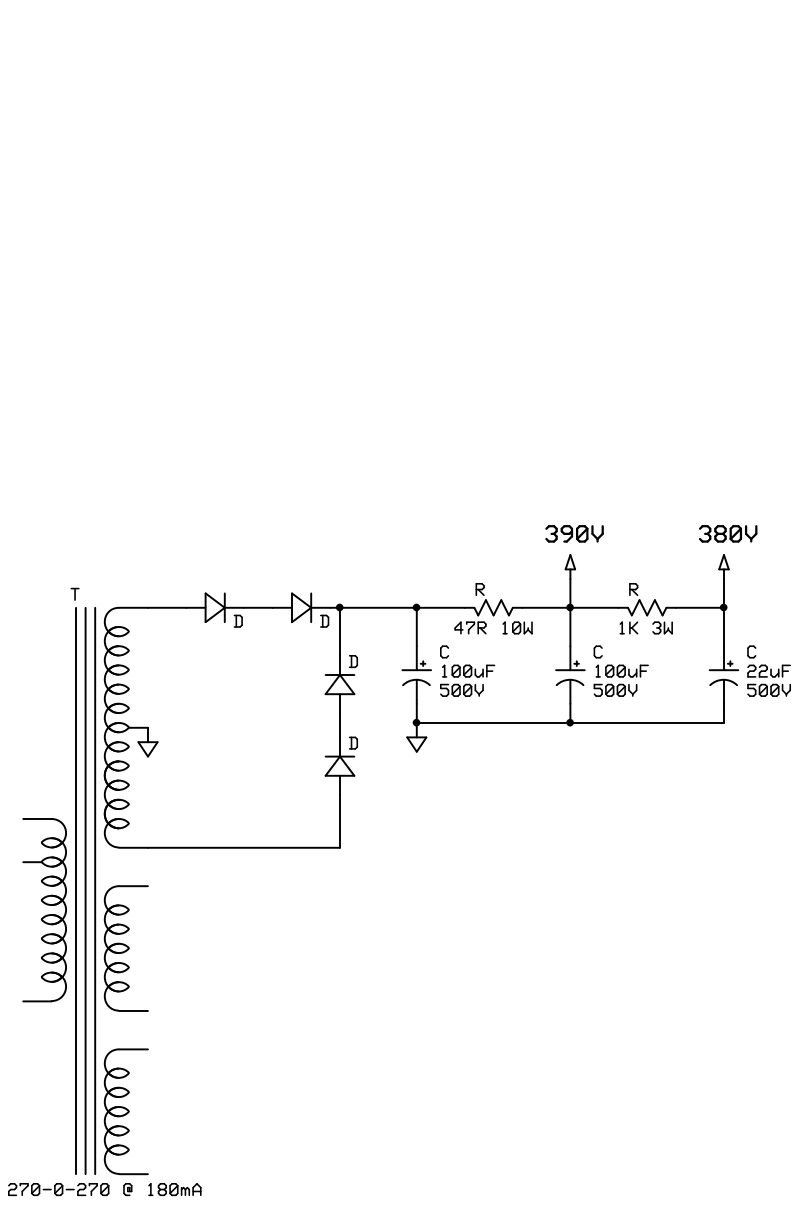 390V
380V
T
R
R
D
D
47R 10W
1K 3W
D
C
100uF
500V
C
100uF
500V
C
22uF
500V
D
270-0-270 @ 180mA